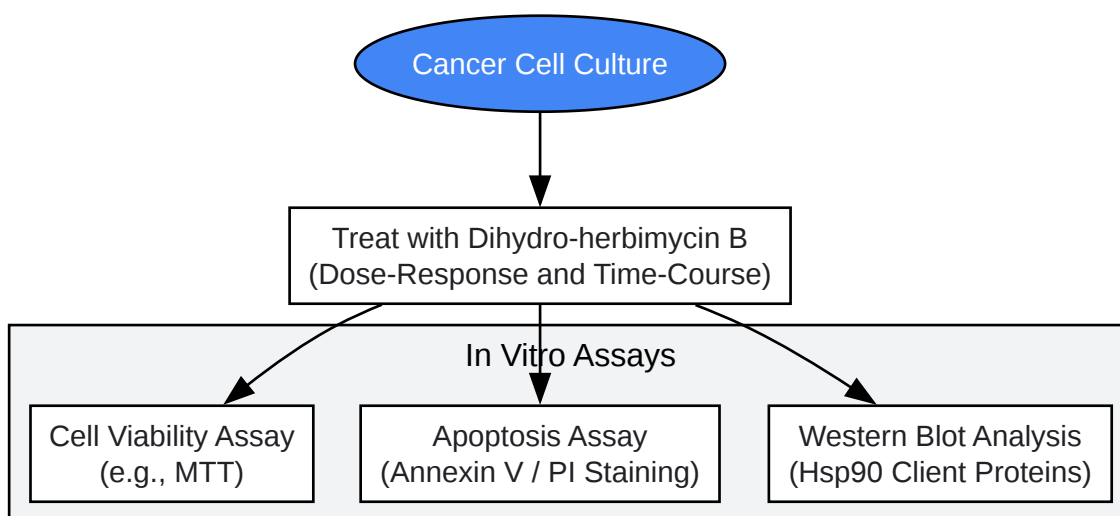 Cancer Cell Culture
Treat with Dihydro-herbimycin B
(Dose-Response and Time-Course)
In Vitro Assays
Cell Viability Assay
(e.g., MTT)
Apoptosis Assay
(Annexin V / PI Staining)
Western Blot Analysis
(Hsp90 Client Proteins)